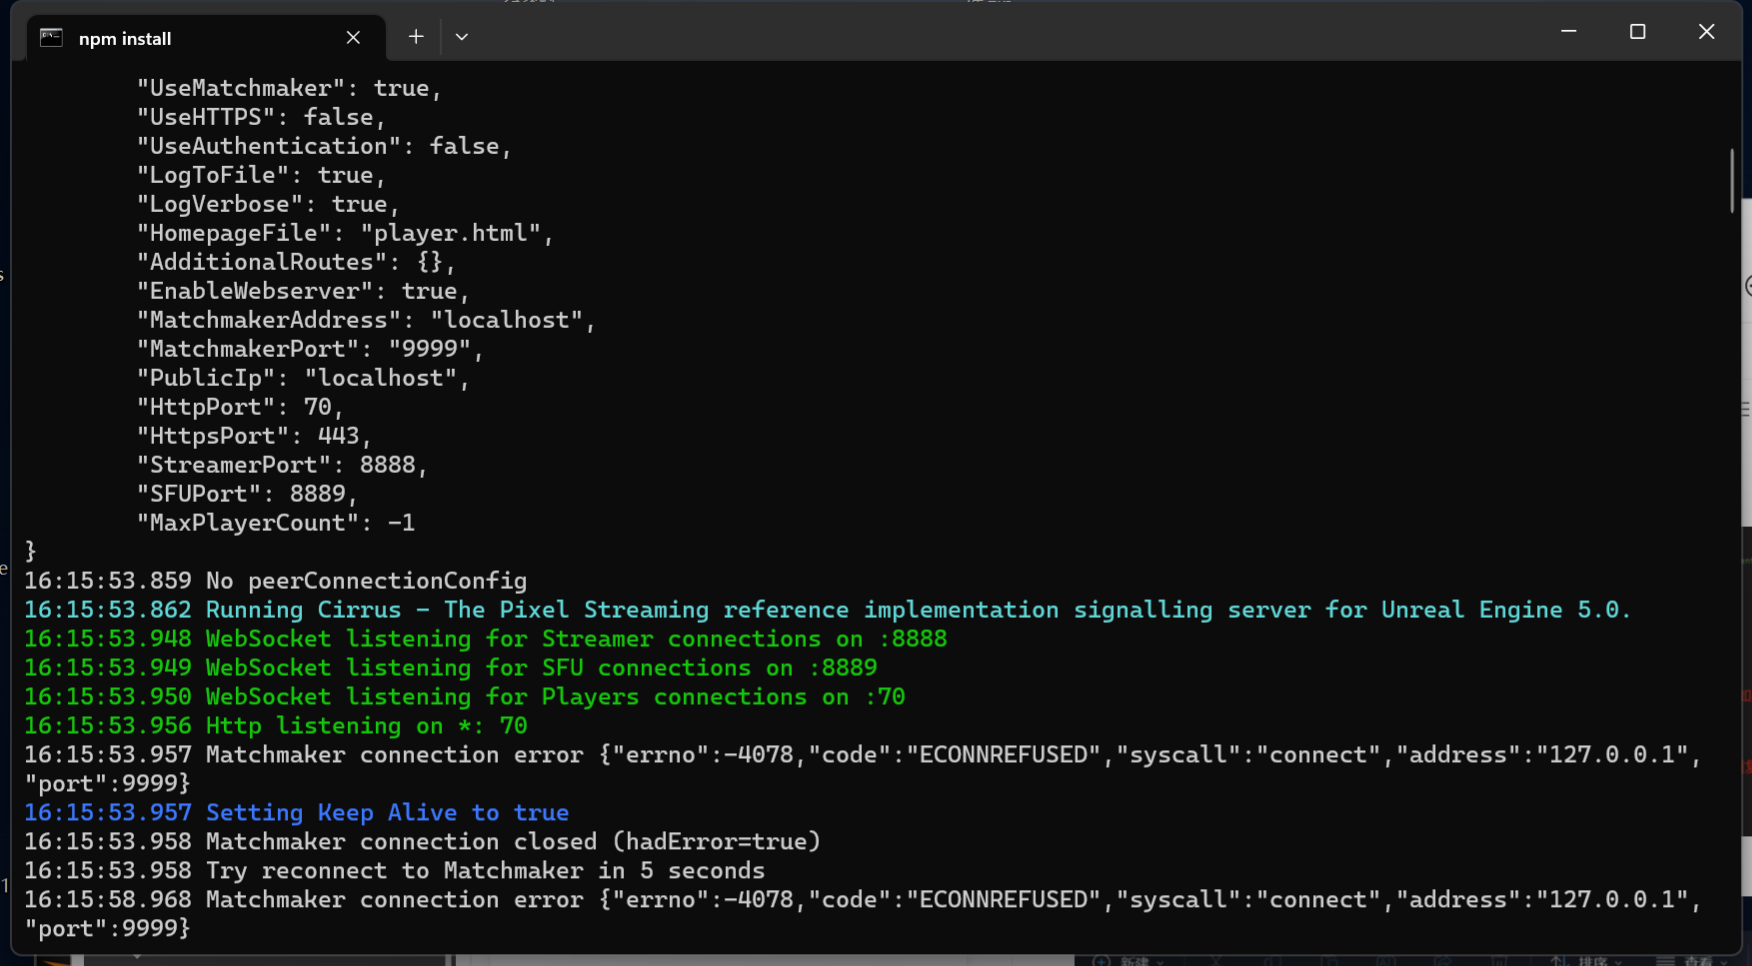 npm install
"UseMatchmaker": true,
"UseHTTPS": false,
"UseAuthentication": false,
"LogToFile": true,
"LogVerbose": true,
"HomepageFile": "player.html",
"AdditionalRoutes": {},
"EnableWebserver": true,
"MatchmakerAddress": "localhost",
"MatchmakerPort": "9999",
"PublicIp": "localhost",
"HttpPort": 70,
"HttpsPort": 443,
"StreamerPort": 8888,
"SFUPort": 8889,
"MaxPlayerCount": -1
}
16:15:53.859 No peerConnectionConfig
16:15:53.862 Running Cirrus - The Pixel Streaming reference implementation signalling server for Unreal Engine 5.0.
16:15:53.948 WebSocket listening for Streamer connections on :8888
16:15:53.949 WebSocket listening for SFU connections on :8889
16:15:53.950 WebSocket listening for Players connections on :70
16:15:53.956 Http listening on *: 70
16:15:53.957 Matchmaker connection error {"errno":-4078,"code":"ECONNREFUSED","syscall":"connect","address":"127.0.0.1",
"port":9999}
16:15:53.957 Setting Keep Alive to true
16:15:53.958 Matchmaker connection closed (hadError=true)
16:15:53.958 Try reconnect to Matchmaker in 5 seconds
16:15:58.968 Matchmaker connection error {"errno":-4078,"code":"ECONNREFUSED","syscall":"connect","address":"127.0.0.1",
"port":9999}
新建
排序
查看